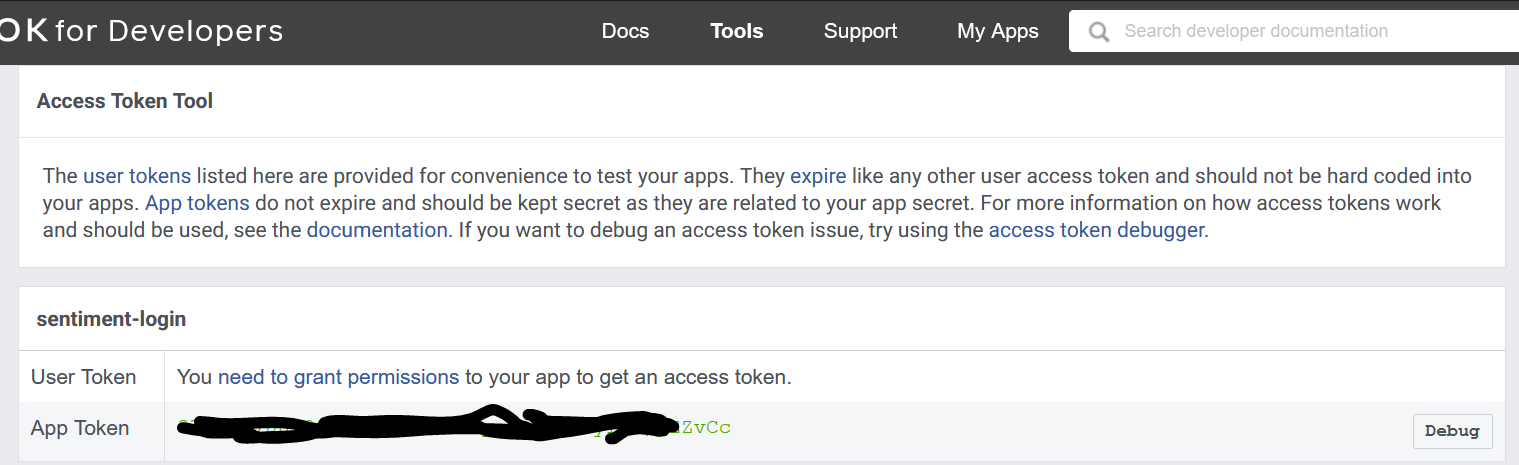 OK for Developers
Docs
Tools
Support
My Apps
Search developer documentation
Access Token Tool
The user tokens listed here are provided for convenience to test your apps. They expire like any other user access token and should not be hard coded into
your apps. App tokens do not expire and should be kept secret as they are related to your app secret. For more information on how access tokens work
and should be used, see the documentation. If you want to debug an access token issue, try using the access token debugger.
sentiment-login
User Token
You need to grant permissions to your app to get an access token.
App Token
ZvCc
Debug